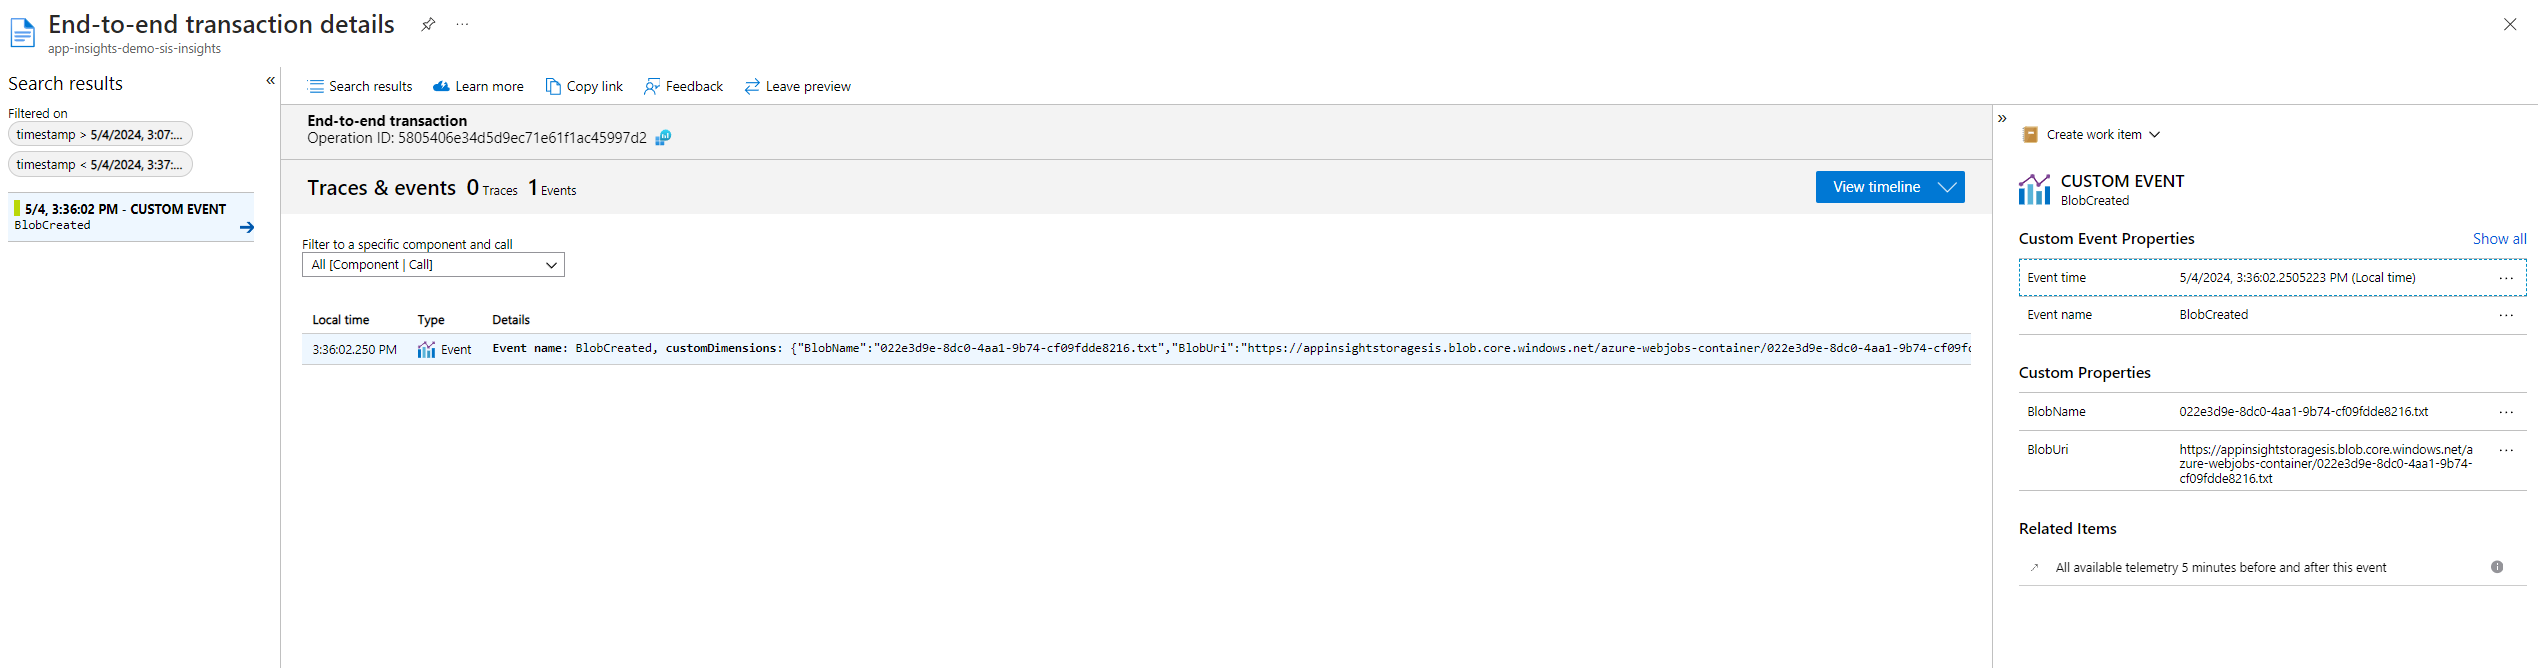 End-to-end transaction details
app-insights-demo-sis-insights
Search results
Filtered on
timestamp > 5/4/2024, 3:07:...
timestamp < 5/4/2024, 3:37:...
5/4, 3:36:02 PM - CUSTOM EVENT
BlobCreated
Search results
Learn more
Copy link
Feedback
Leave preview
End-to-end transaction
Operation ID: 5805406e34d5d9ec71e61f1ac45997d2
Traces & events 0 Traces 1 Events
View timeline
Filter to a specific component and call
All [Component | Call]
Local time Type Details
3:36:02.250 PM Event Event name: BlobCreated, customDimensions: {"BlobName":"022e3d9e-8dc0-4aa1-9b74-cf09fdde8216.txt","BlobUri":"https://appinsightstoragesis.blob.core.windows.net/azure-webjobs-container/022e3d9e-8dc0-4aa1-9b74-cf09fd
Create work item
CUSTOM EVENT
BlobCreated
Custom Event Properties Show all
Event time 5/4/2024, 3:36:02.2505223 PM (Local time) ...
Event name BlobCreated ...
Custom Properties
BlobName 022e3d9e-8dc0-4aa1-9b74-cf09fdde8216.txt ...
BlobUri https://appinsightstoragesis.blob.core.windows.net/a ...
zure-webjobs-container/022e3d9e-8dc0-4aa1-9b74-
cf09fdde8216.txt
Related Items
All available telemetry 5 minutes before and after this event